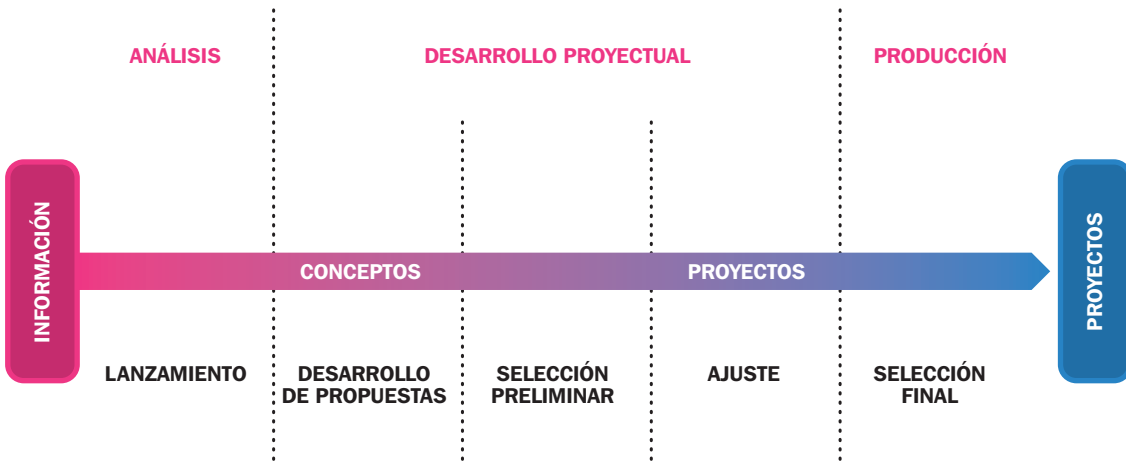 ANÁLISIS
DESARROLLO PROYECTUAL
PRODUCCIÓN
INFORMACIÓN
CONCEPTOS
PROYECTOS
PROYECTOS
LANZAMIENTO
DESARROLLO
DE PROPUESTAS
SELECCIÓN
PRELIMINAR
AJUSTE
SELECCIÓN
FINAL